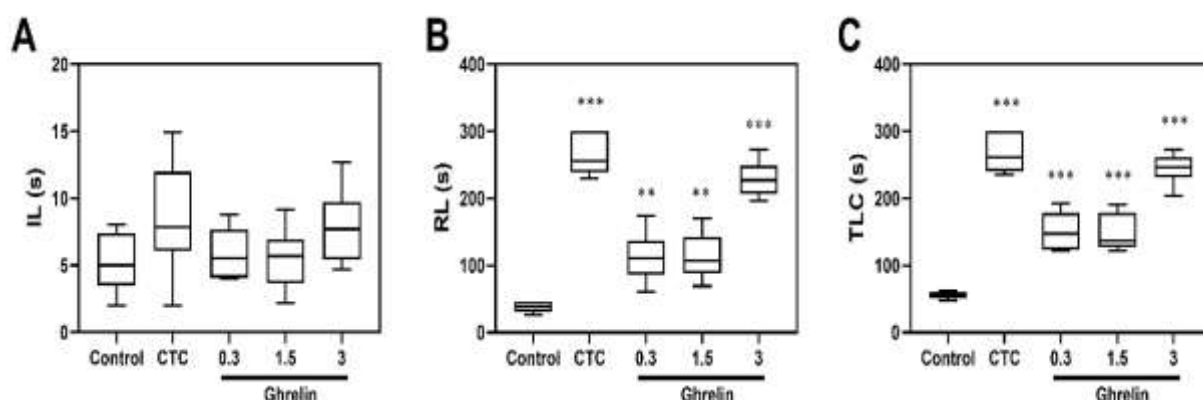 A
IL (s)
20
15
10
5
0
Control CTC 0.3 1.5 3
Ghrelin
B
RL (s)
400
300
200
100
0
***
**
**
***
Control CTC 0.3 1.5 3
Ghrelin
C
TLC (s)
400
300
200
100
0
***
***
***
***
Control CTC 0.3 1.5 3
Ghrelin